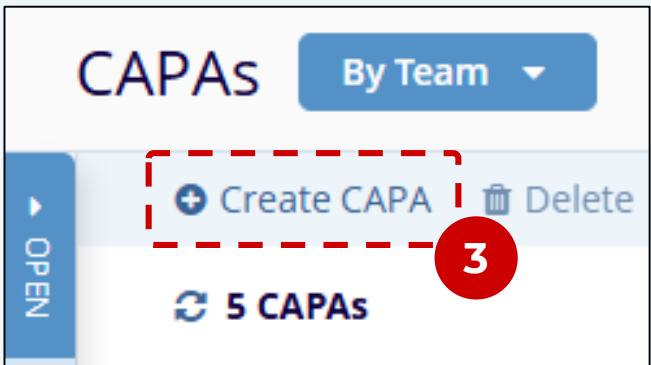 CAPAs By Team
Create CAPA Delete
3
OPEN
5 CAPAs